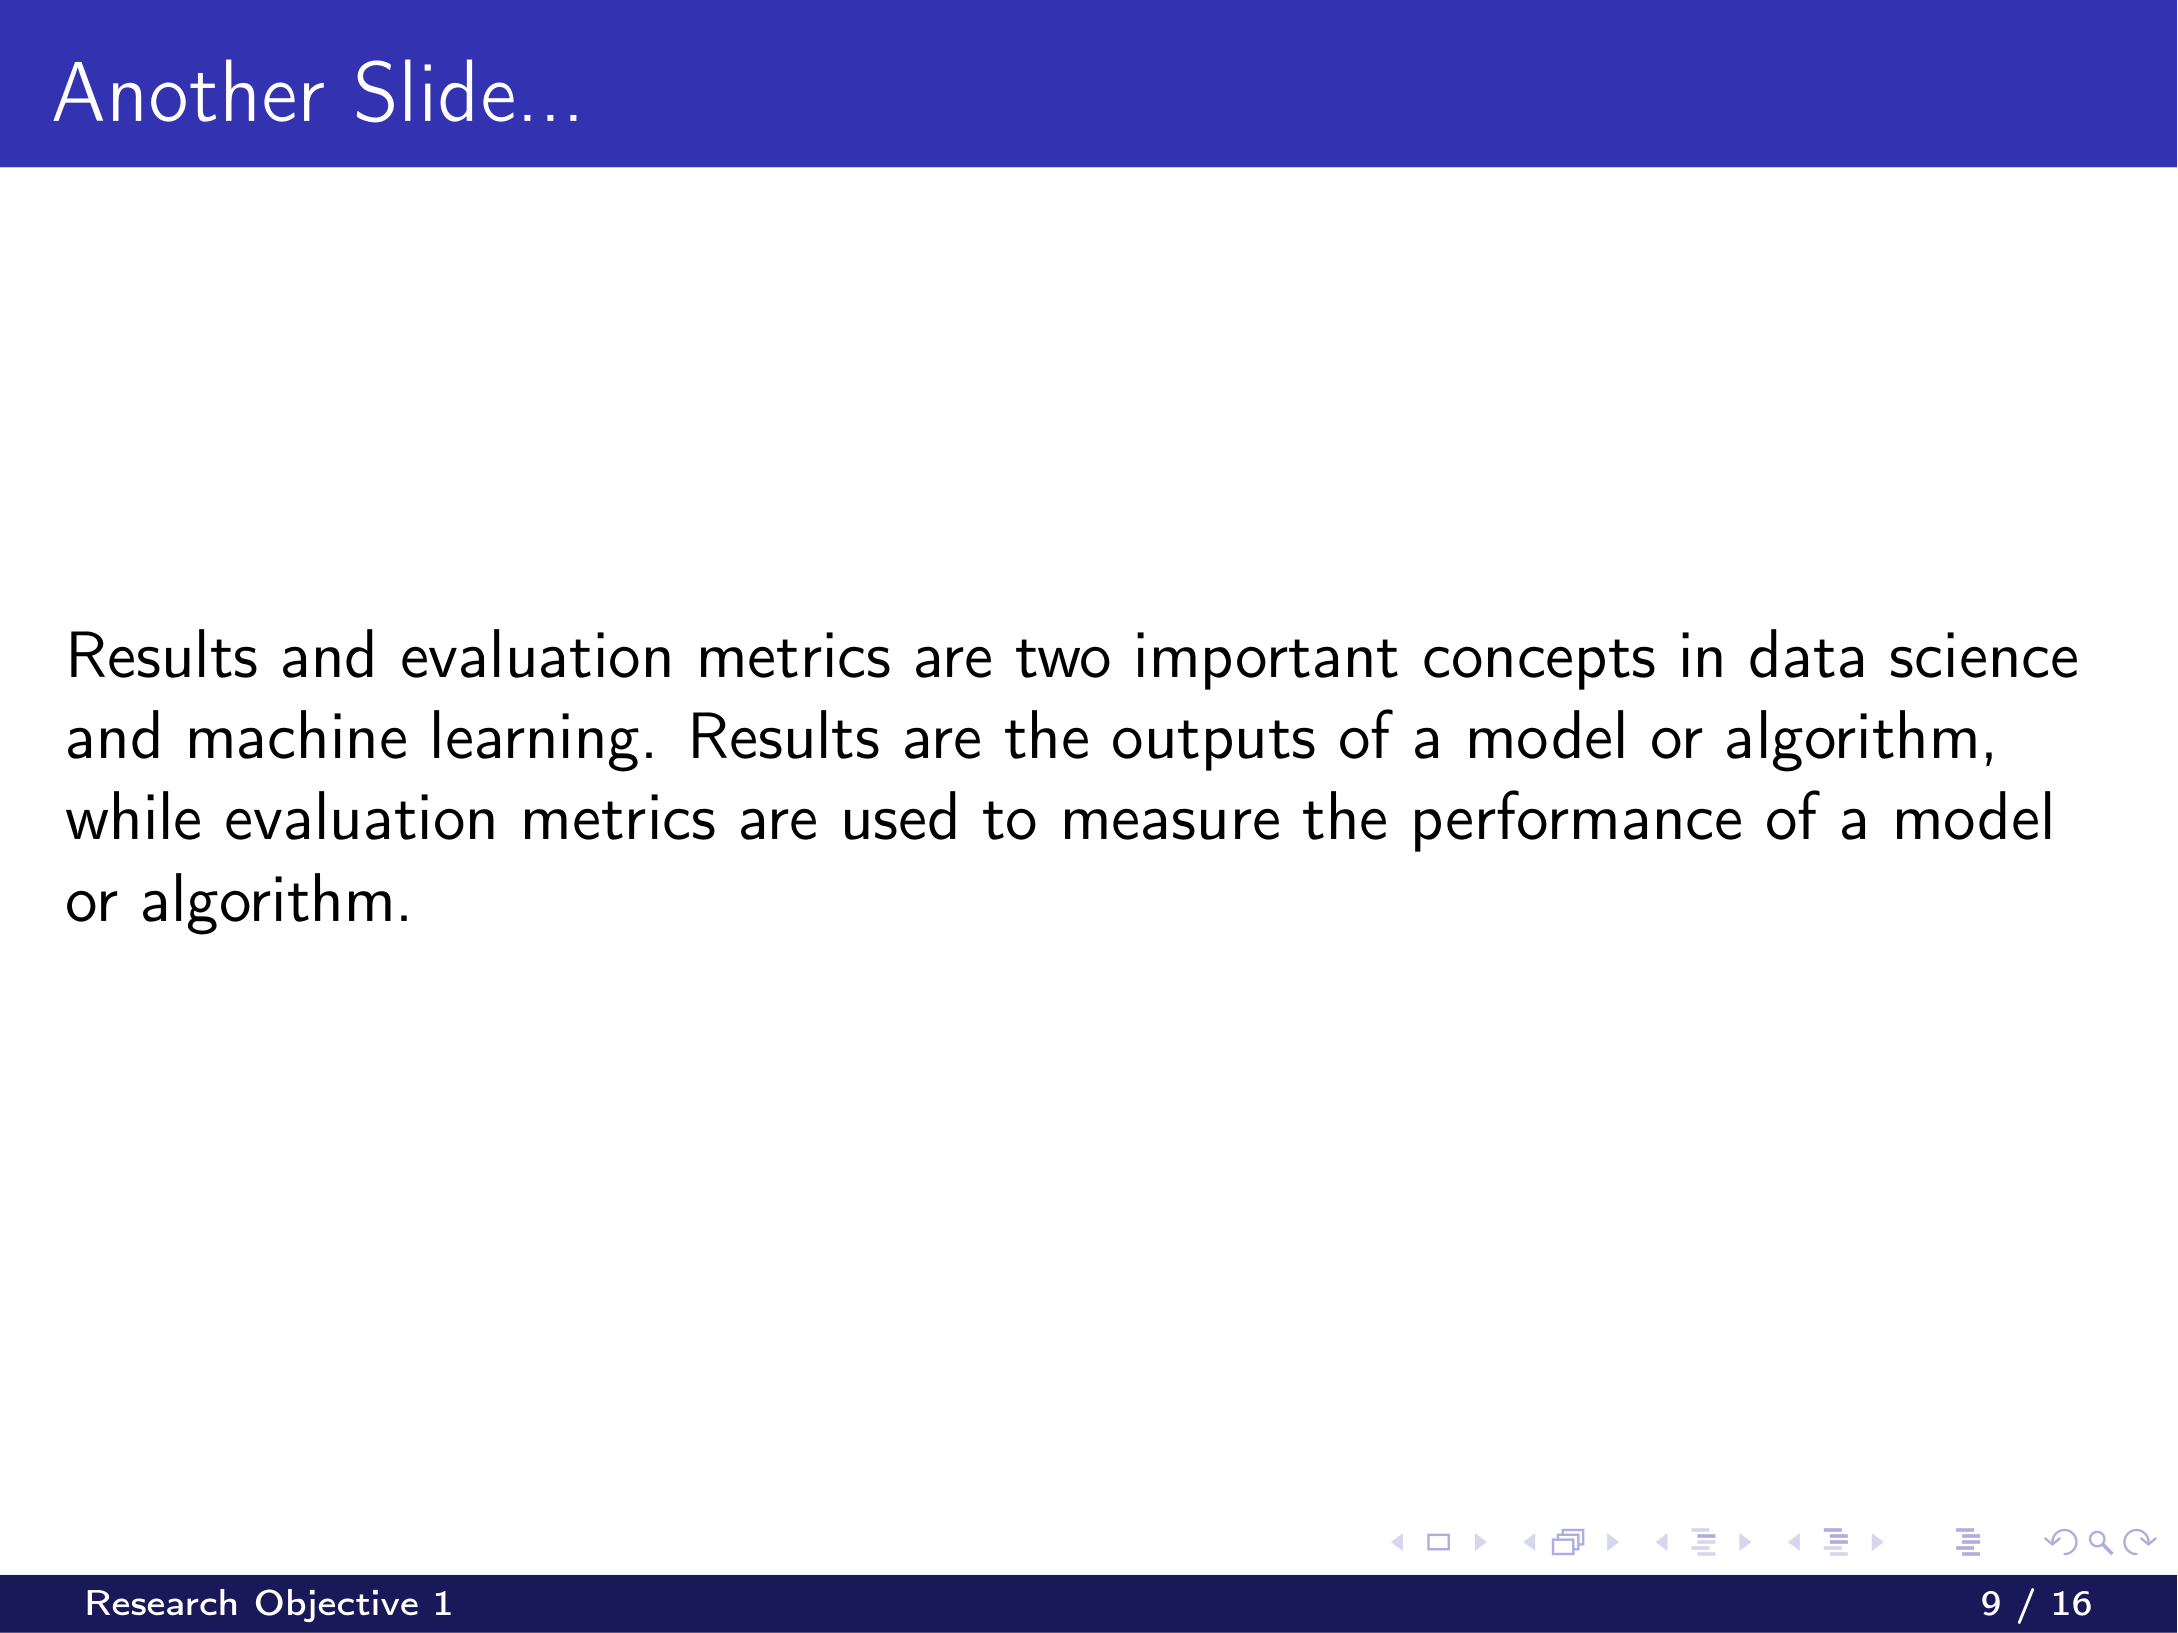 Another Slide...
Results and evaluation metrics are two important concepts in data science
and machine learning. Results are the outputs of a model or algorithm,
while evaluation metrics are used to measure the performance of a model
or algorithm.
Research Objective 1
9 / 16